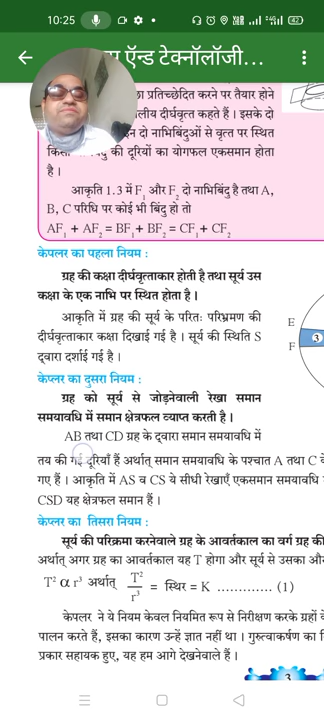 10:25
42
स ऍन्ड टेक्नॉलॉजी...
प्रतिच्छेदित करने पर तैयार होने
लीय दीर्घवृत्त कहते हैं । इसके दो
इन दो नाभिबिंदुओं से वृत्त पर स्थित
की दूरियों का योगफल एकसमान होता
है ।
आकृति 1.3 में F₁ और F₂ दो नाभिबिंदु है तथा A,
B, C परिधि पर कोई भी बिंदु हो तो
AF₁ + AF₂ = BF₁ + BF₂ = CF₁ + CF₂
केपलर का पहला नियम :
ग्रह की कक्षा दीर्घवृत्ताकार होती है तथा सूर्य उस
कक्षा के एक नाभि पर स्थित होता है ।
आकृति में ग्रह की सूर्य के परितः परिभ्रमण की
दीर्घवृत्ताकार कक्षा दिखाई गई है । सूर्य की स्थिति S
द्वारा दर्शाई गई है ।
E
3
F
केप्लर का दुसरा नियम :
ग्रह को सूर्य से जोड़नेवाली रेखा समान
समयावधि में समान क्षेत्रफल व्याप्त करती है ।
AB तथा CD ग्रह के द्वारा समान समयावधि में
तय की गई दूरियाँ हैं अर्थात् समान समयावधि के पश्चात A तथा C के
गए हैं । आकृति में AS व CS ये सीधी रेखाएँ एकसमान समयावधि
CSD यह क्षेत्रफल समान हैं ।
केप्लर का तिसरा नियम :
सूर्य की परिक्रमा करनेवाले ग्रह के आवर्तकाल का वर्ग ग्रह की
अर्थात् अगर ग्रह का आवर्तकाल यह T होगा और सूर्य से उसका औ
T² α r³ अर्थात् T²/r³ = स्थिर = K ............. (1)
केपलर ने ये नियम केवल नियमित रूप से निरीक्षण करके ग्रहों के
पालन करते हैं, इसका कारण उन्हें ज्ञात नहीं था । गुरुत्वाकर्षण का नि
प्रकार सहायक हुए, यह हम आगे देखनेवाले हैं ।
3